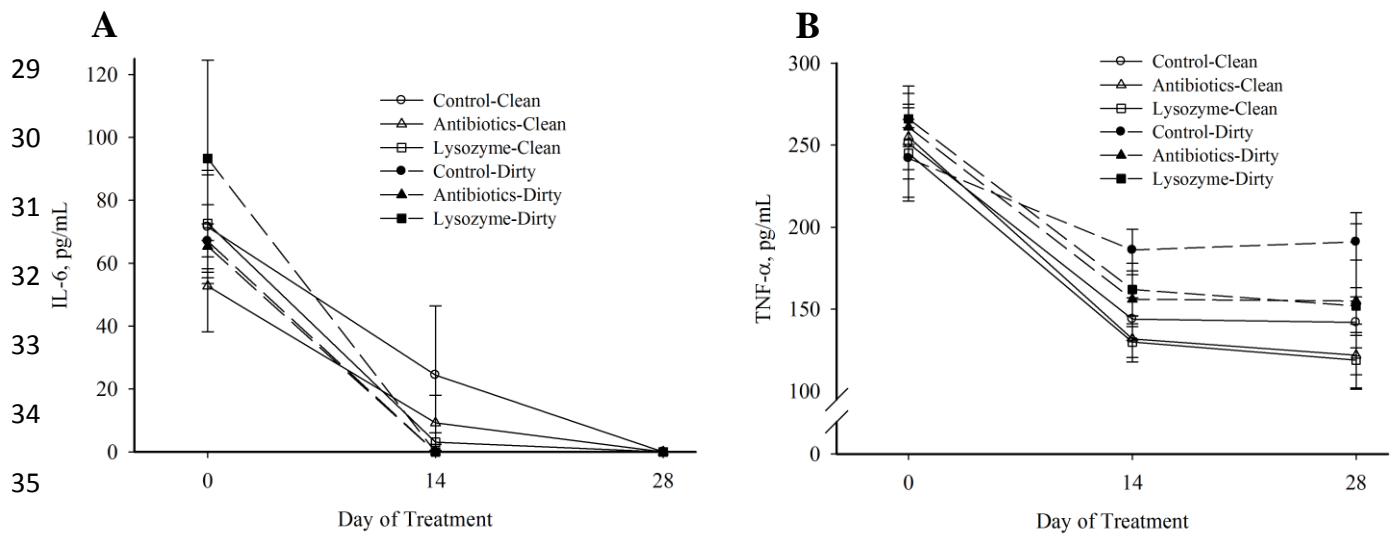 A
29
30
31
32
33
34
35
120
100
80
60
40
20
0
IL-6, pg/mL
Control-Clean
Antibiotics-Clean
Lysozyme-Clean
Control-Dirty
Antibiotics-Dirty
Lysozyme-Dirty
0 14 28
Day of Treatment
B
300
250
200
150
100
0
TNF-α, pg/mL
Control-Clean
Antibiotics-Clean
Lysozyme-Clean
Control-Dirty
Antibiotics-Dirty
Lysozyme-Dirty
0 14 28
Day of Treatment